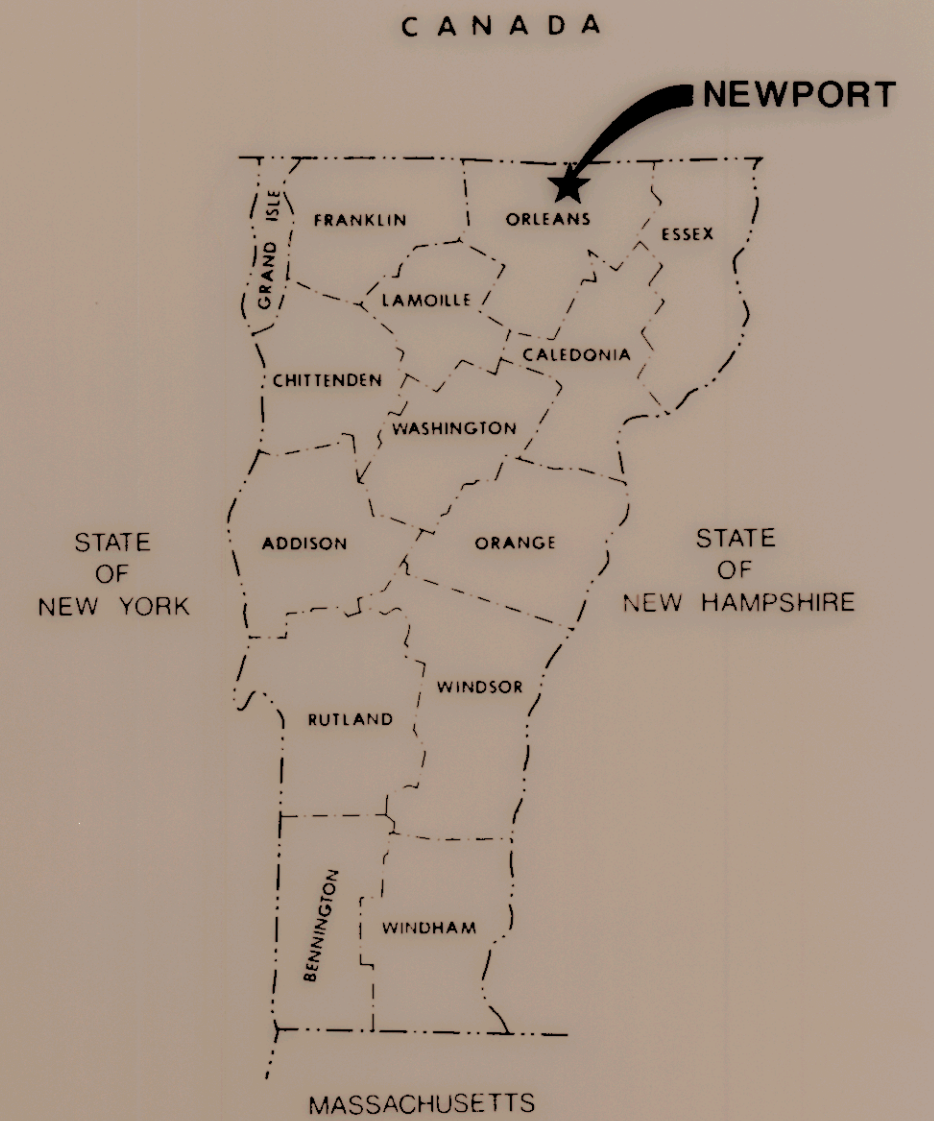 CANADA
NEWPORT
GRAND ISLE
FRANKLIN
ORLEANS
ESSEX
LAMOILLE
CALEDONIA
CHITTENDEN
WASHINGTON
STATE
OF
NEW YORK
ADDISON
ORANGE
STATE
OF
NEW HAMPSHIRE
WINDSOR
RUTLAND
BENNINGTON
WINDHAM
MASSACHUSETTS